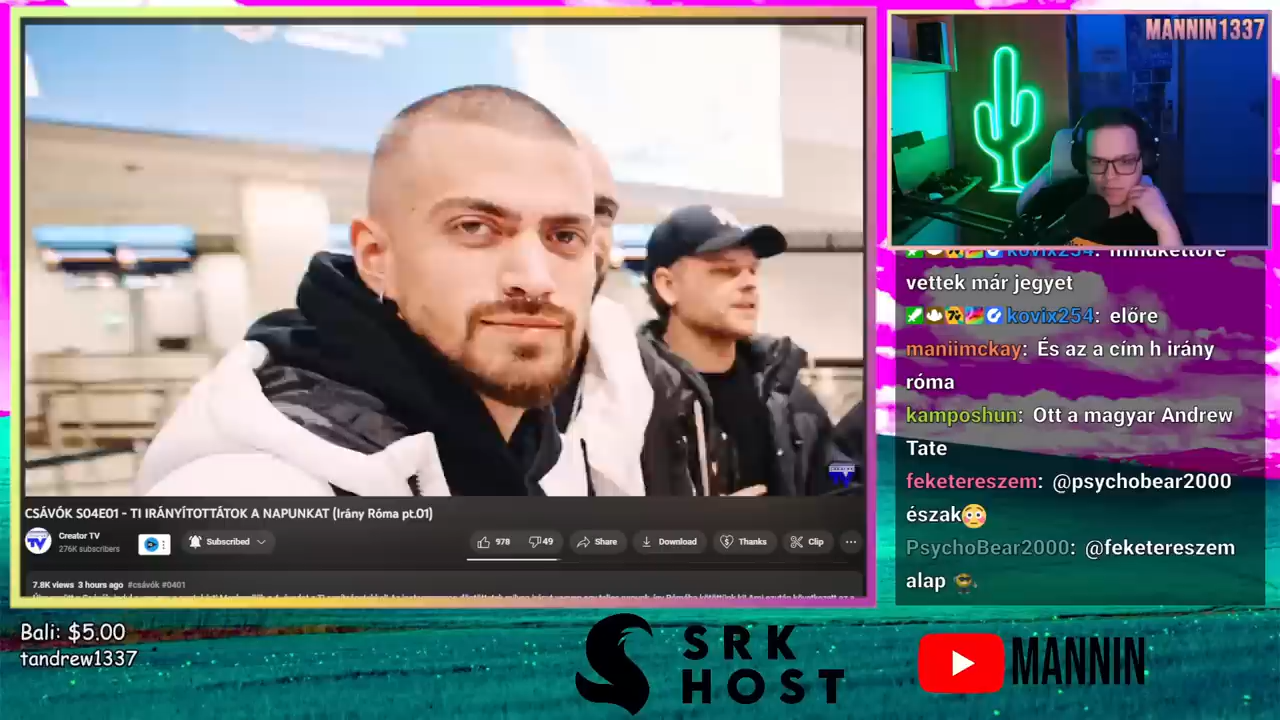 MANNIN1337
kovix254: mindkettőre
vettek már jegyet
kovix254: előre
maniimckay: És az a cím h irány
róma
kamposhun: Ott a magyar Andrew
Tate
feketereszem: @psychobear2000
észak
PsychoBear2000: @feketereszem
alap
TV
CSÁVÓK S04E01 - TI IRÁNYÍTOTTÁTOK A NAPUNKAT (Irány Róma pt.01)
Creator TV
276K subscribers
Subscribed
978
49
Share
Download
Thanks
Clip
7.8K views 3 hours ago #csávók #0401
Bali: $5.00
tandrew1337
SRK
HOST
MANNIN